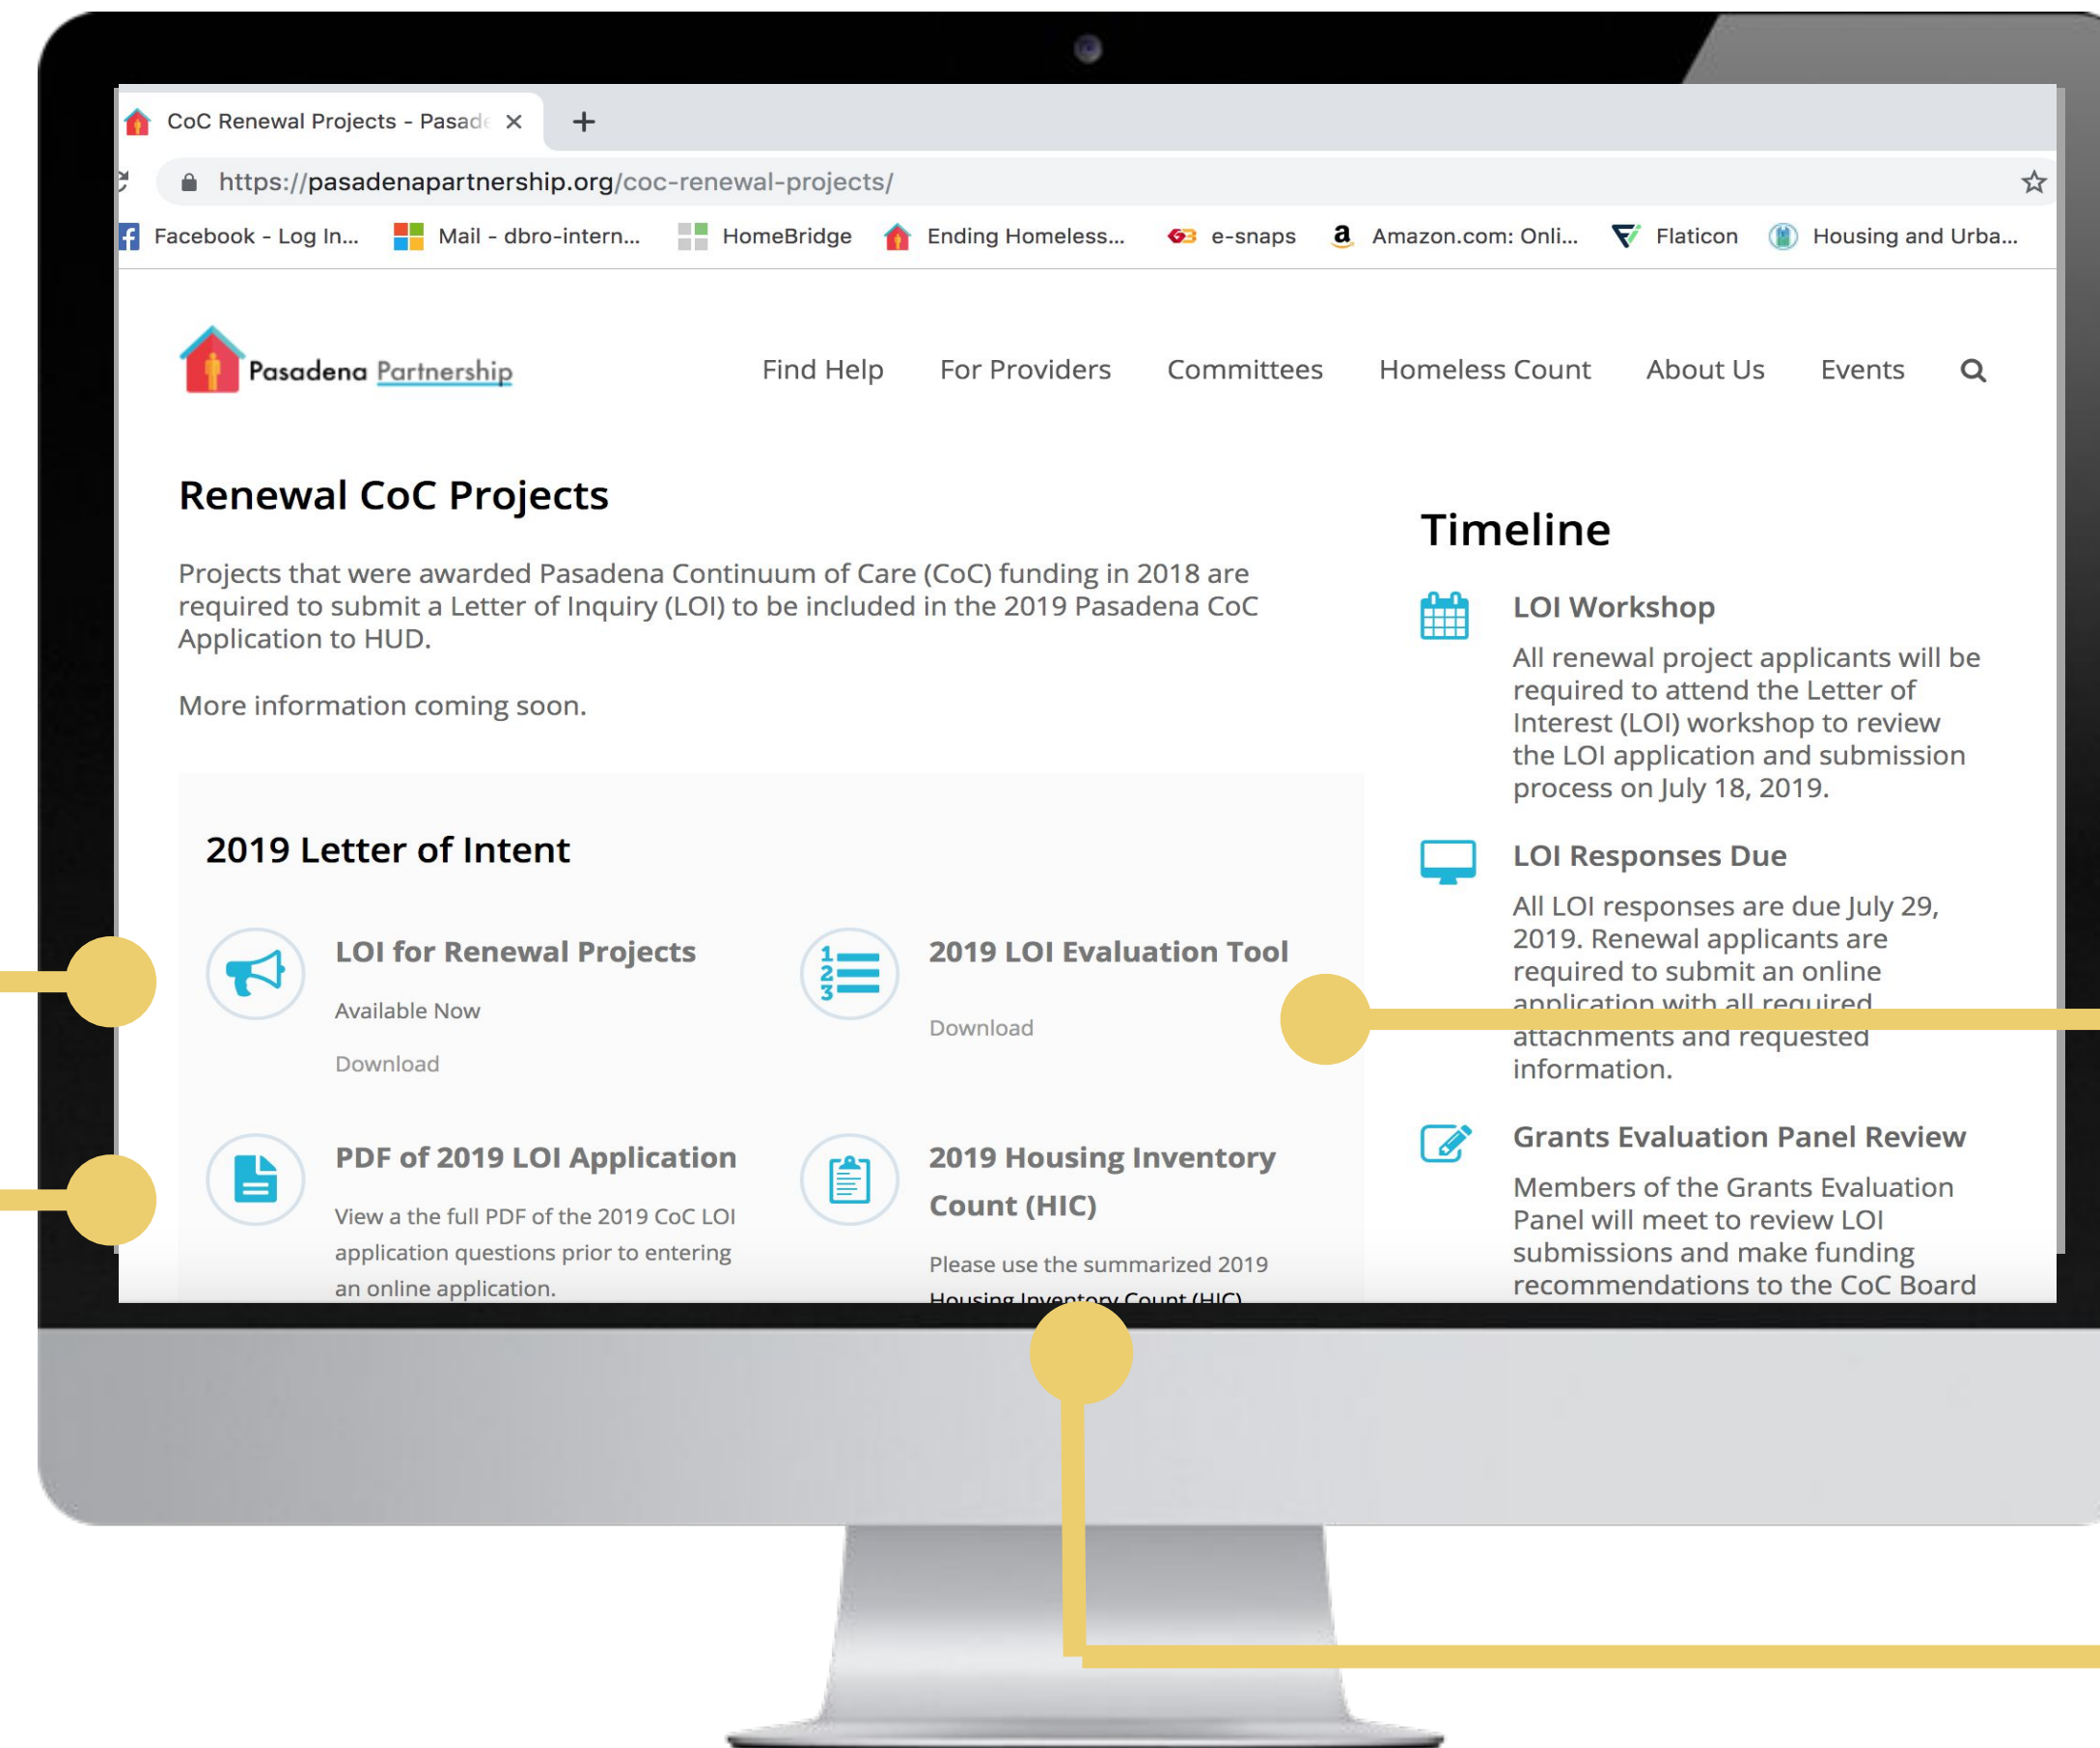 CoC Renewal Projects - Pasade
https://pasadenapartnership.org/coc-renewal-projects/
Facebook - Log In... Mail - dbro-intern... HomeBridge Ending Homeless... e-snaps Amazon.com: Onli... Flaticon Housing and Urba...
Pasadena Partnership
Find Help For Providers Committees Homeless Count About Us Events
Renewal CoC Projects
Projects that were awarded Pasadena Continuum of Care (CoC) funding in 2018 are
required to submit a Letter of Inquiry (LOI) to be included in the 2019 Pasadena CoC
Application to HUD.
More information coming soon.
2019 Letter of Intent
LOI for Renewal Projects
Available Now
Download
2019 LOI Evaluation Tool
Download
PDF of 2019 LOI Application
View a the full PDF of the 2019 CoC LOI
application questions prior to entering
an online application.
2019 Housing Inventory
Count (HIC)
Please use the summarized 2019
Housing Inventory Count (HIC)
Timeline
LOI Workshop
All renewal project applicants will be
required to attend the Letter of
Interest (LOI) workshop to review
the LOI application and submission
process on July 18, 2019.
LOI Responses Due
All LOI responses are due July 29,
2019. Renewal applicants are
required to submit an online
application with all required
attachments and requested
information.
Grants Evaluation Panel Review
Members of the Grants Evaluation
Panel will meet to review LOI
submissions and make funding
recommendations to the CoC Board